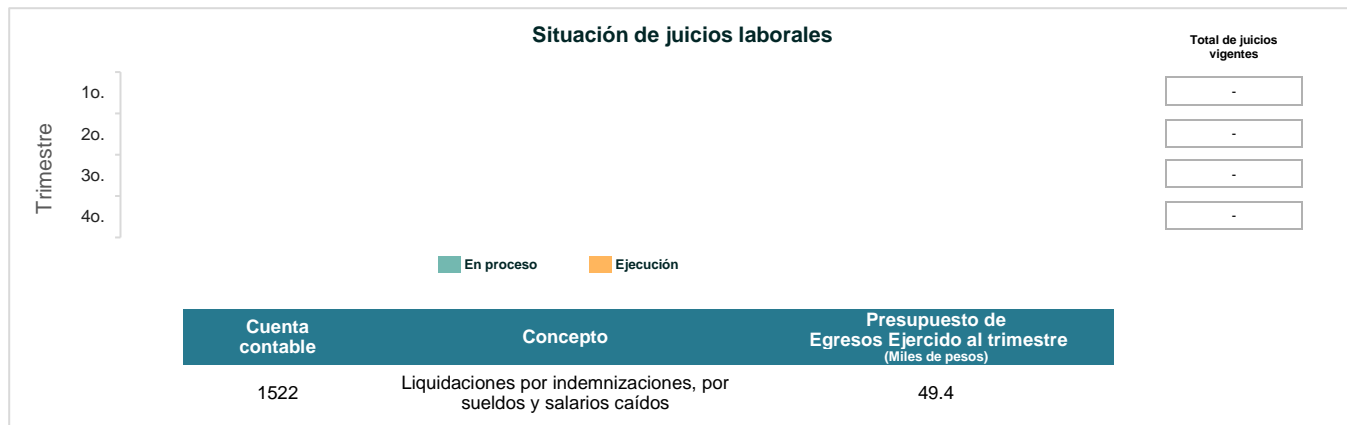 Situación de juicios laborales
Total de juicios
vigentes
Trimestre
1o.
-
2o.
-
3o.
-
4o.
-
En proceso
Ejecución
Cuenta
contable
Concepto
Presupuesto de
Egresos Ejercido al trimestre
(Miles de pesos)
1522
Liquidaciones por indemnizaciones, por
sueldos y salarios caídos
49.4